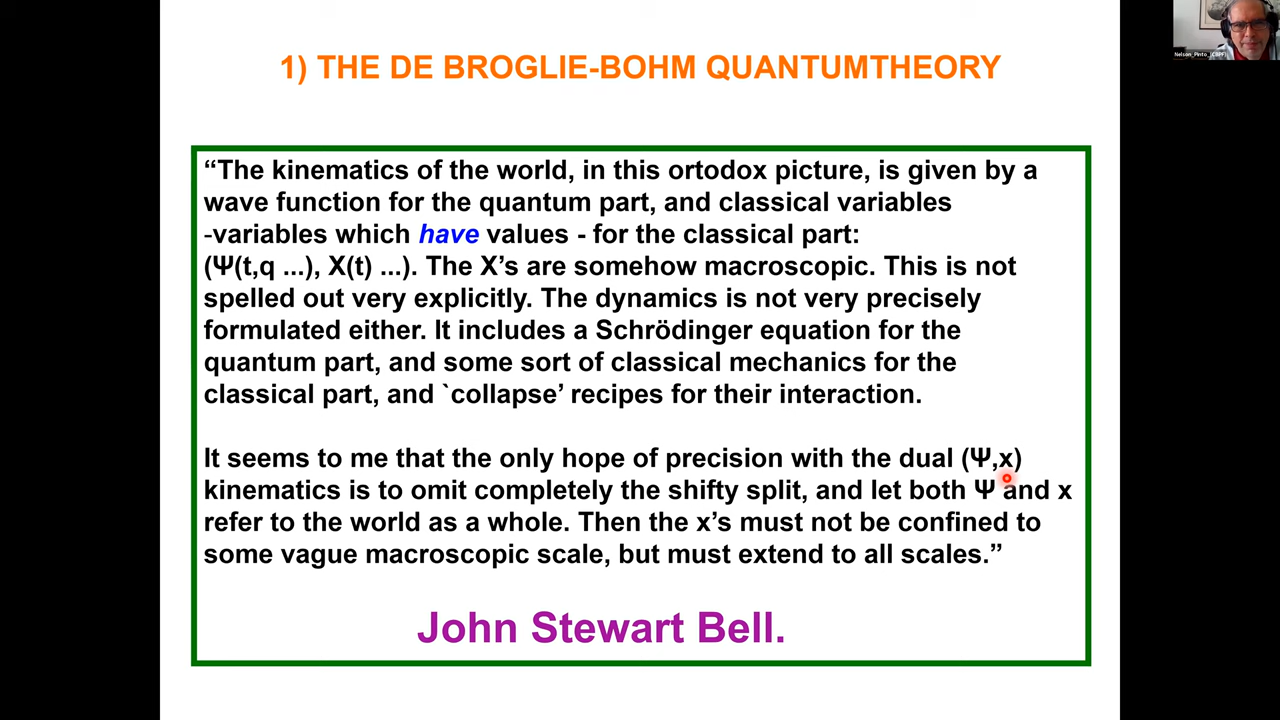 1) THE DE BROGLIE-BOHM QUANTUMTHEORY
“The kinematics of the world, in this ortodox picture, is given by a
wave function for the quantum part, and classical variables
-variables which have values - for the classical part:
(Ψ(t,q ...), X(t) ...). The X’s are somehow macroscopic. This is not
spelled out very explicitly. The dynamics is not very precisely
formulated either. It includes a Schrödinger equation for the
quantum part, and some sort of classical mechanics for the
classical part, and `collapse’ recipes for their interaction.
It seems to me that the only hope of precision with the dual (Ψ,x)
kinematics is to omit completely the shifty split, and let both Ψ and x
refer to the world as a whole. Then the x’s must not be confined to
some vague macroscopic scale, but must extend to all scales.”
John Stewart Bell.
Nelson_Pinto_